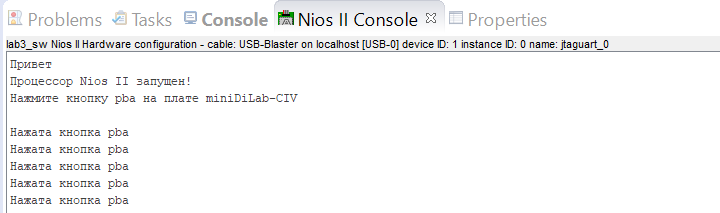 Problems Tasks Console Nios II Console Properties
lab3_sw Nios II Hardware configuration - cable: USB-Blaster on localhost [USB-0] device ID: 1 instance ID: 0 name: jtaguart_0
Привет
Процессор Nios II запущен!
Нажмите кнопку pba на плате miniDiLab-CIV
Нажата кнопка pba
Нажата кнопка pba
Нажата кнопка pba
Нажата кнопка pba
Нажата кнопка pba